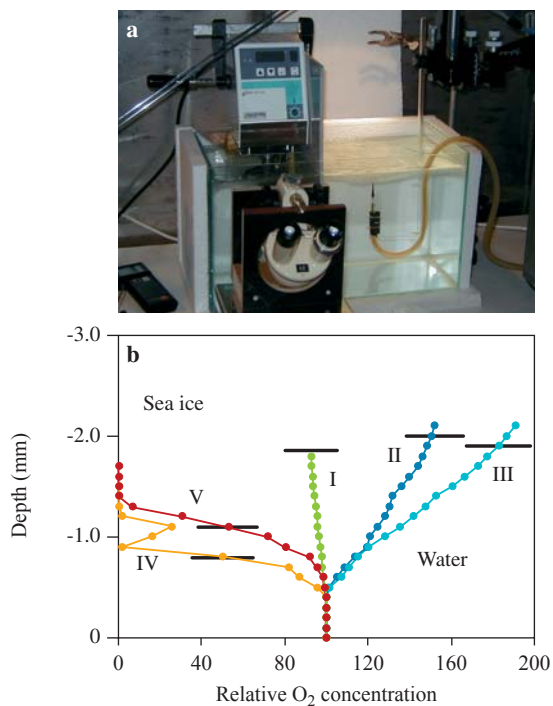 a
b
-3.0
Sea ice
-2.0
I
II
III
V
-1.0
IV
Water
0
Depth (mm)
0 40 80 120 160 200
Relative O₂ concentration